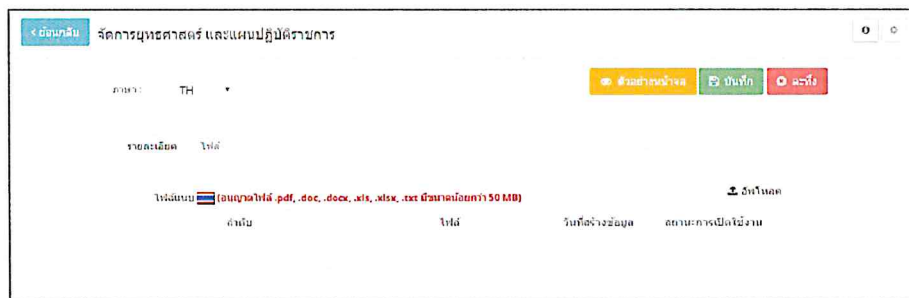 < ย้อนกลับ จัดการยุทธศาสตร์ และแผนปฏิบัติราชการ
ภาษา : TH ตัวอย่างหน้าจอ บันทึก ละทิ้ง
รายละเอียด ไฟล์
ไฟล์แนบ (อนุญาตไฟล์ .pdf, .doc, .docx, .xls, .xlsx, .txt มีขนาดน้อยกว่า 50 MB) อัพโหลด
ลำดับ ไฟล์ วันที่สร้างข้อมูล สถานะการเปิดใช้งาน